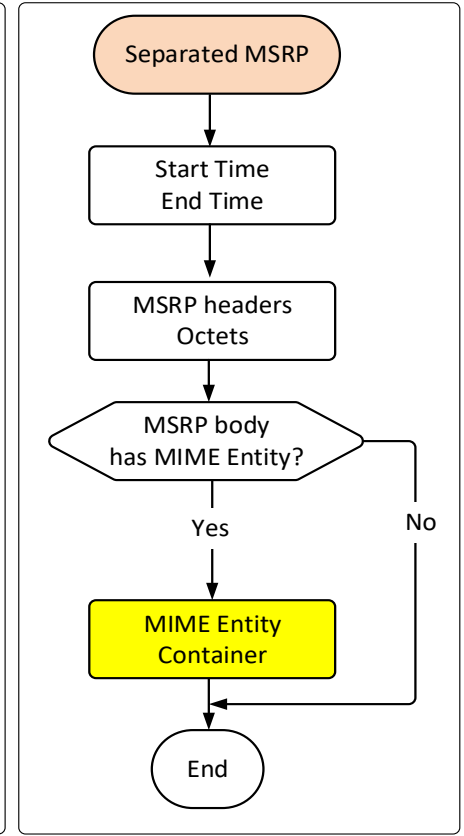 Separated MSRP
Start Time
End Time
MSRP headers
Octets
MSRP body
has MIME Entity?
Yes
No
MIME Entity
Container
End